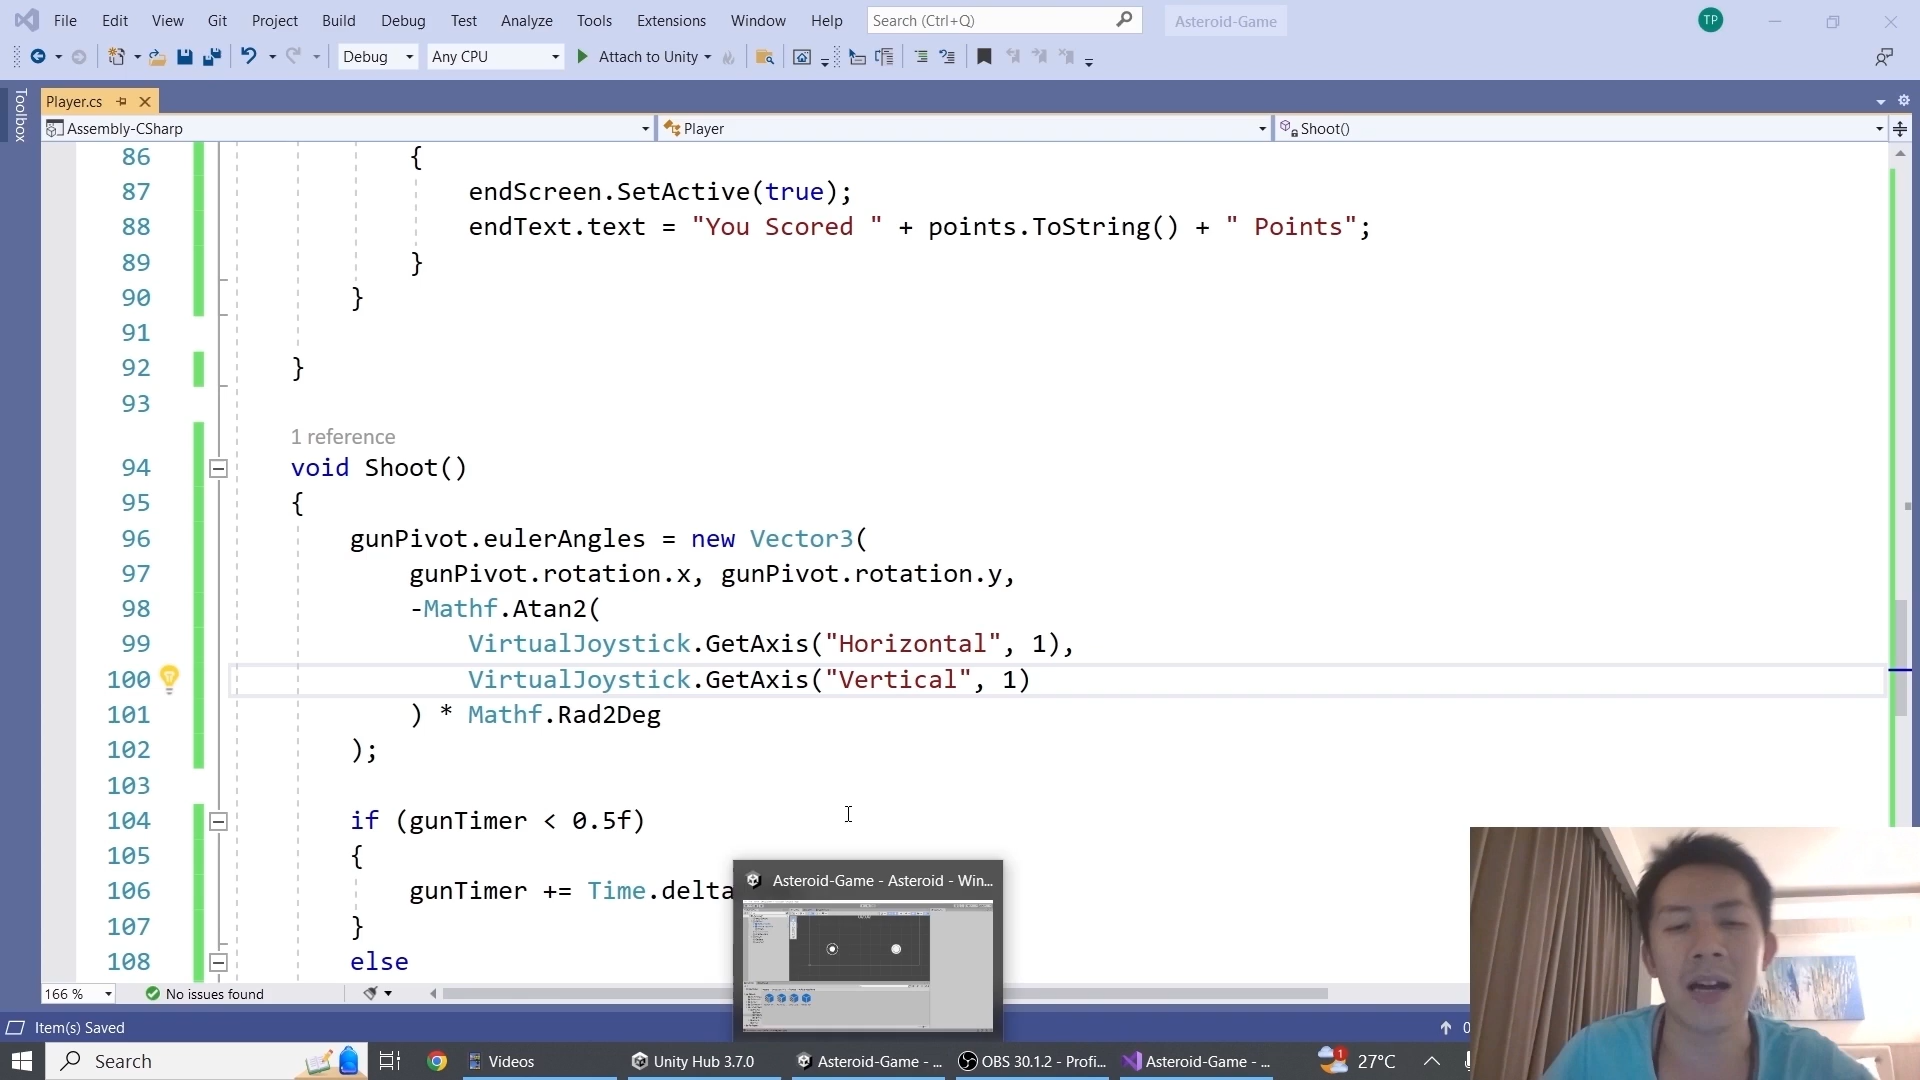 File Edit View Git Project Build Debug Test Analyze Tools Extensions Window Help Search (Ctrl+Q) Asteroid-Game TP
Debug Any CPU Attach to Unity
Toolbox
Player.cs
Assembly-CSharp Player Shoot()
86 {
87 endScreen.SetActive(true);
88 endText.text = "You Scored " + points.ToString() + " Points";
89 }
90 }
91
92 }
93
1 reference
94 void Shoot()
95 {
96 gunPivot.eulerAngles = new Vector3(
97 gunPivot.rotation.x, gunPivot.rotation.y,
98 -Mathf.Atan2(
99 VirtualJoystick.GetAxis("Horizontal", 1),
100 VirtualJoystick.GetAxis("Vertical", 1)
101 ) * Mathf.Rad2Deg
102 );
103
104 if (gunTimer < 0.5f)
105 {
106 gunTimer += Time.delta
107 }
108 else
Asteroid-Game - Asteroid - Win...
166 % No issues found
Item(s) Saved 0
Search Videos Unity Hub 3.7.0 Asteroid-Game - ... OBS 30.1.2 - Profi... Asteroid-Game - ... 1 27°C